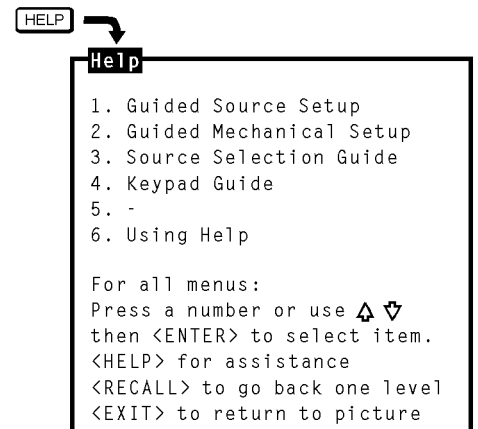 HELP
Help
1. Guided Source Setup
2. Guided Mechanical Setup
3. Source Selection Guide
4. Keypad Guide
5. -
6. Using Help
For all menus:
Press a number or use
then <ENTER> to select item.
<HELP> for assistance
<RECALL> to go back one level
<EXIT> to return to picture